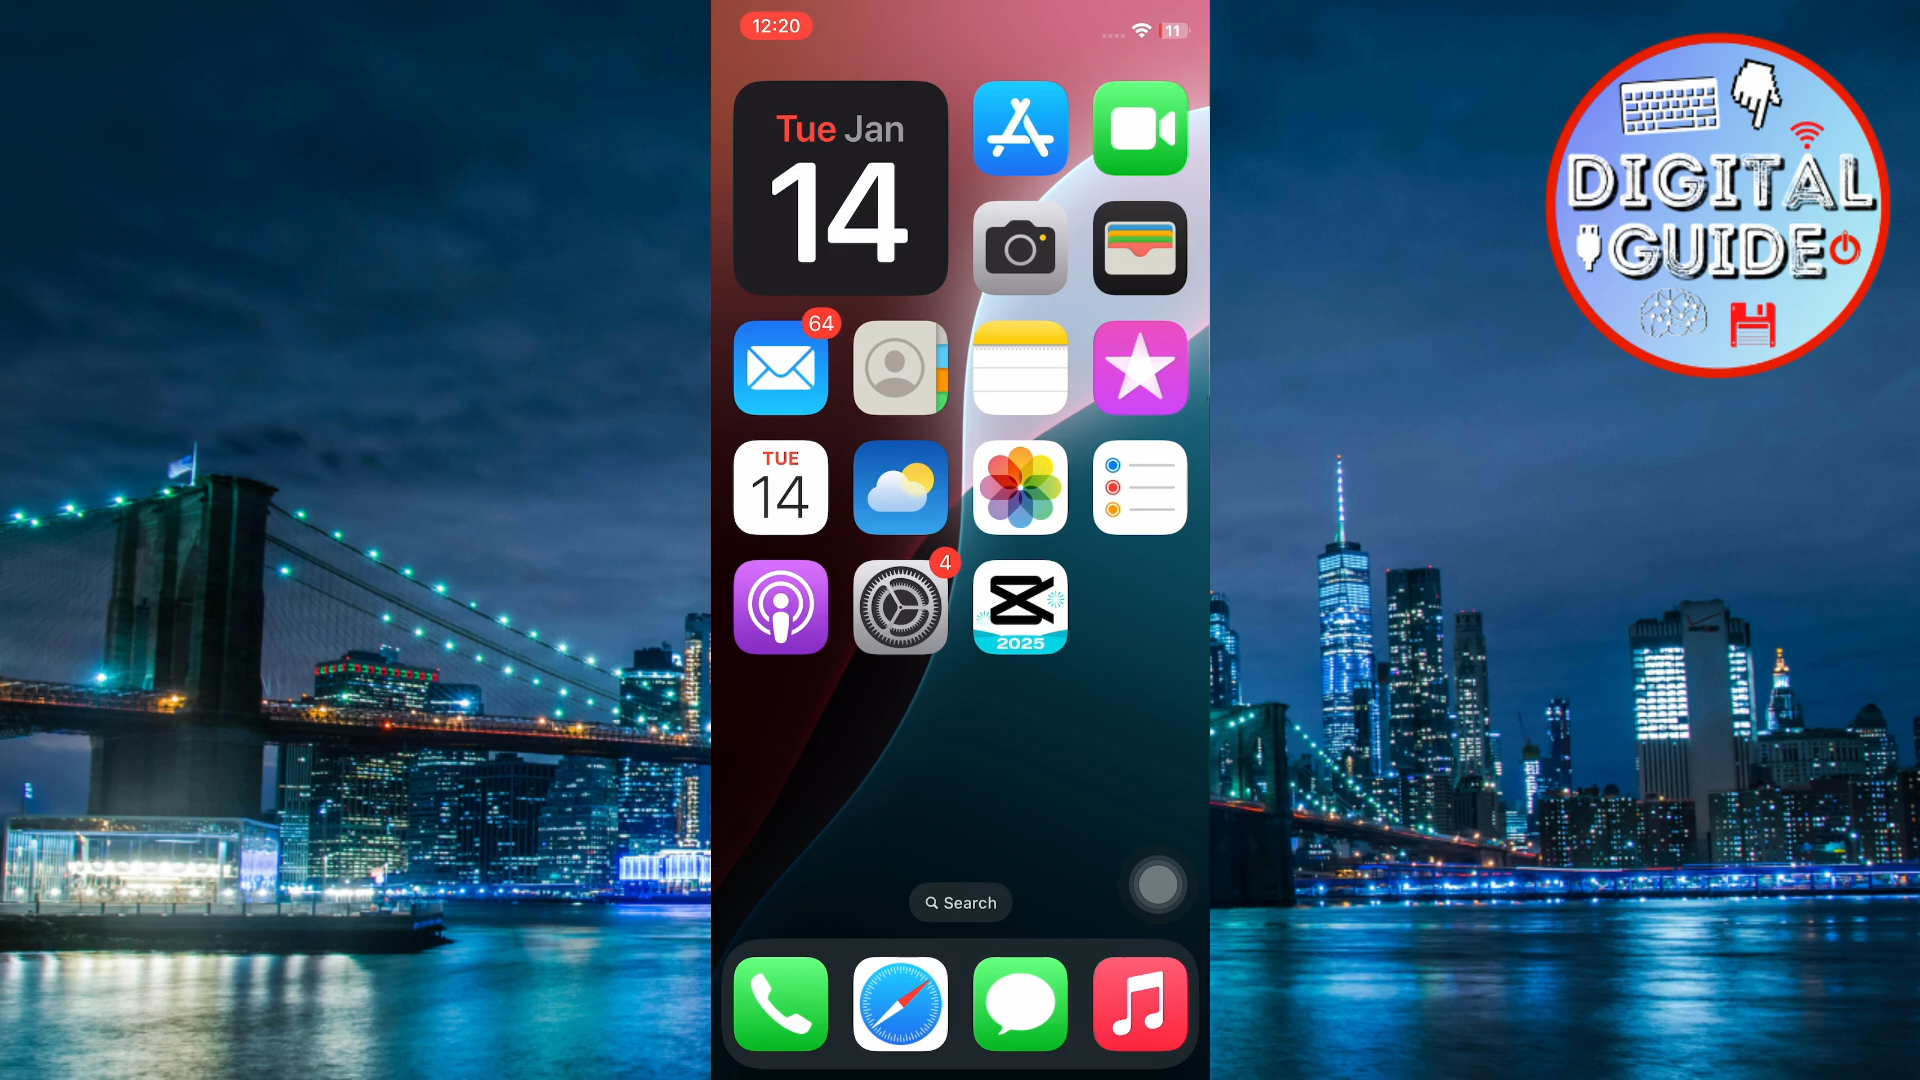 12:20
11
Tue Jan
14
64
TUE
14
4
2025
Search
DIGITAL
GUIDE